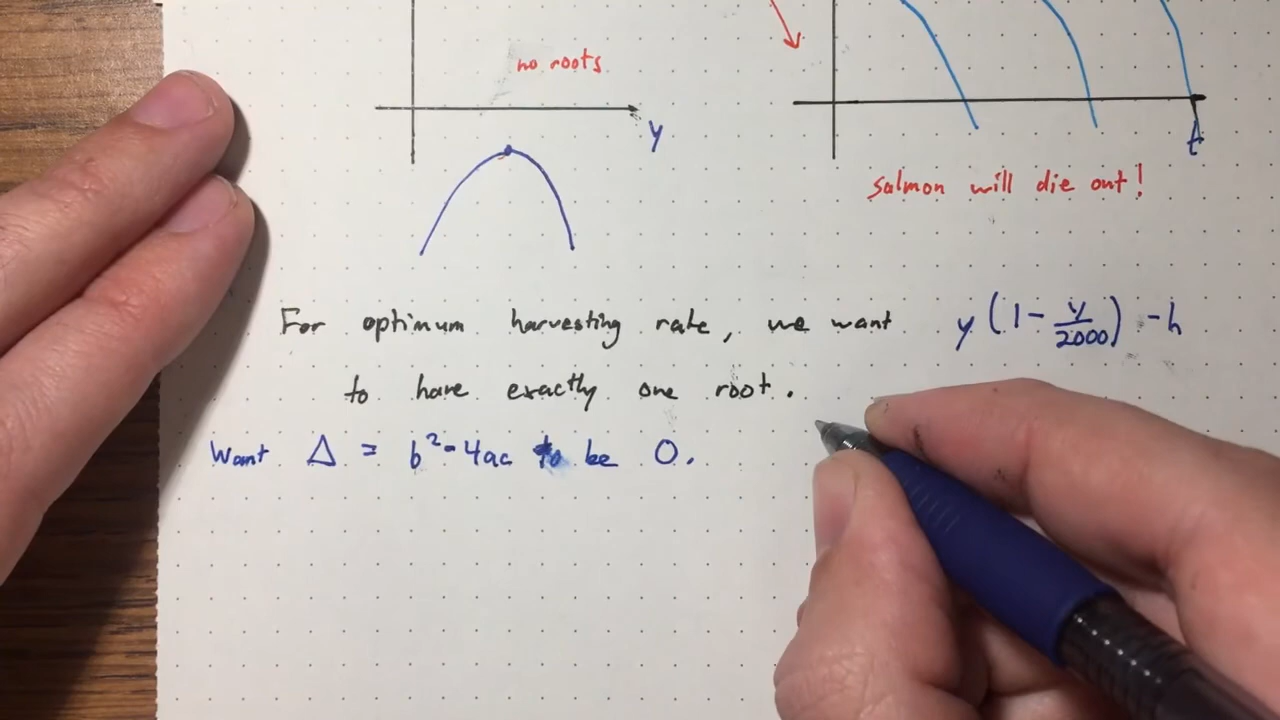 no roots
y
t
salmon will die out!
For optimum harvesting rate, we want y(1 - y/2000) - h
to have exactly one root.
Want Δ = b² - 4ac to be 0.